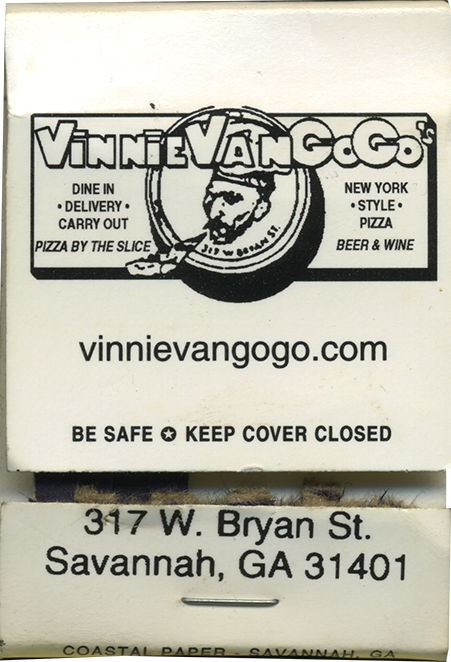 VinnieVanGoGo's
DINE IN
• DELIVERY •
CARRY OUT
PIZZA BY THE SLICE
NEW YORK
• STYLE •
PIZZA
BEER & WINE
317 W BRYAN ST.
vinnievangogo.com
BE SAFE ✪ KEEP COVER CLOSED
317 W. Bryan St.
Savannah, GA 31401
COASTAL PAPER - SAVANNAH, GA